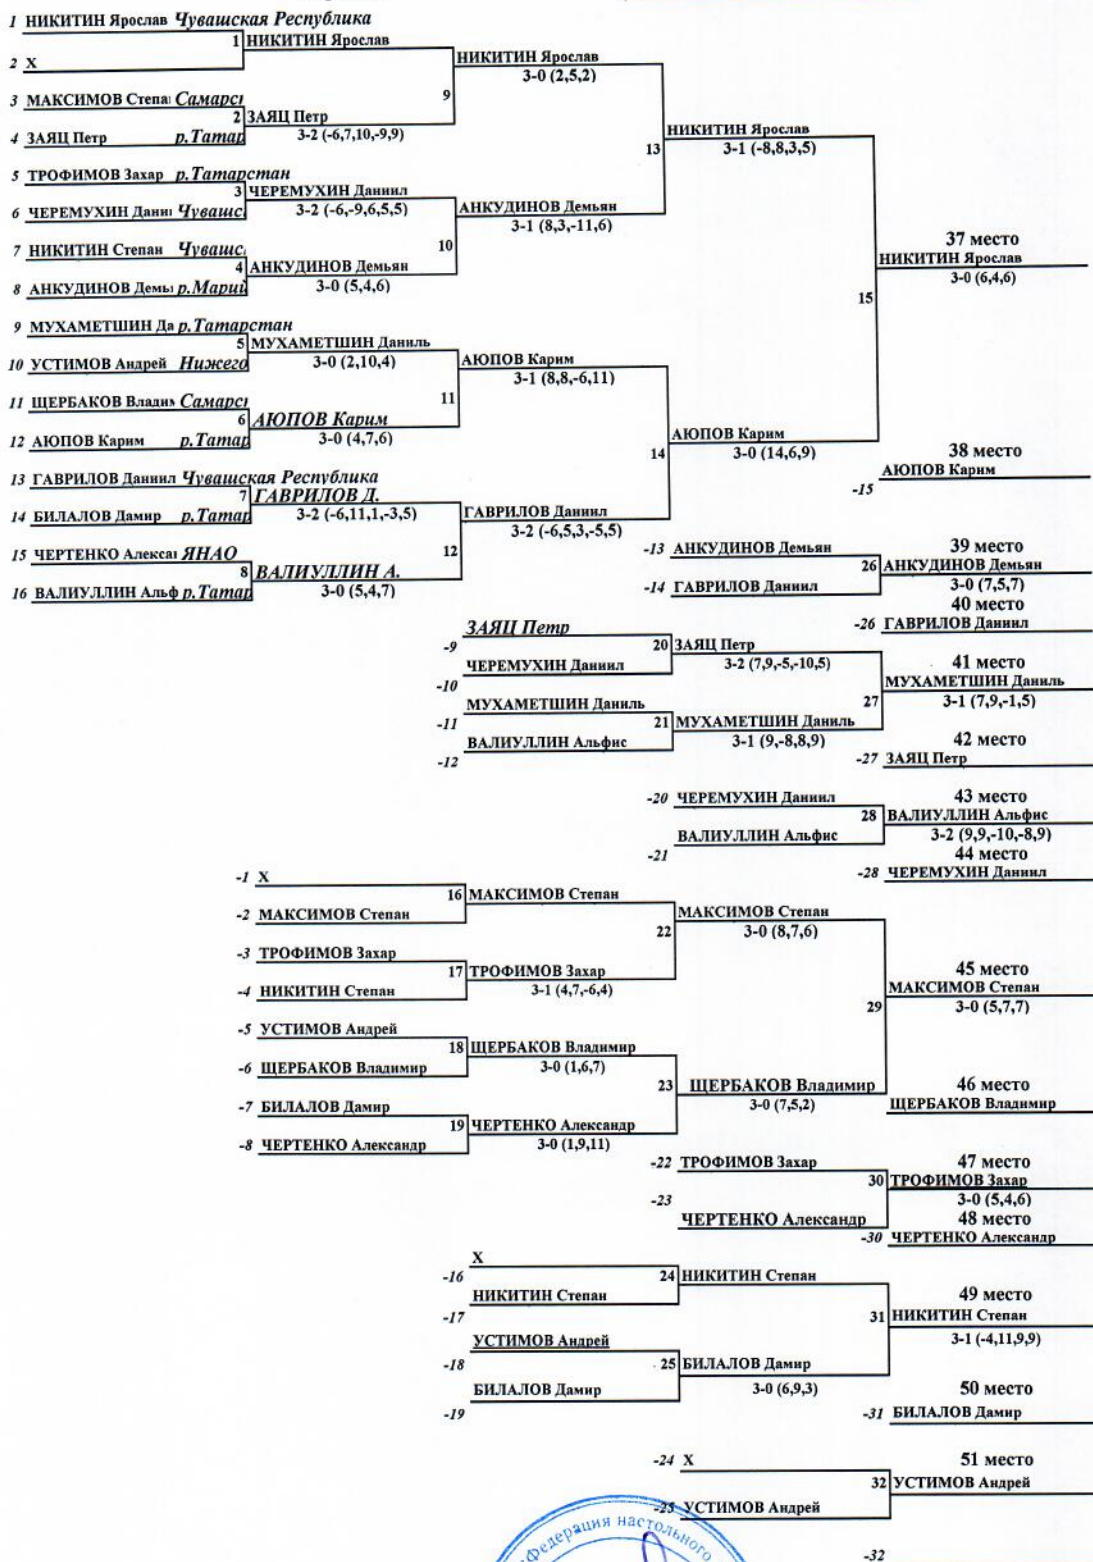 1 НИКИТИН Ярослав Чувашская Республика
1 НИКИТИН Ярослав
2 X
НИКИТИН Ярослав
3-0 (2,5,2)
9
3 МАКСИМОВ Степа Самарс
2 ЗАЯЦ Петр
3-2 (-6,7,10,-9,9)
4 ЗАЯЦ Петр р.Татар
13 НИКИТИН Ярослав
3-1 (-8,8,3,5)
5 ТРОФИМОВ Захар р.Татарстан
3 ЧЕРЕМУХИН Даниил
3-2 (-6,-9,6,5,5)
6 ЧЕРЕМУХИН Дани Чувашс
АНКУДИНОВ Демьян
3-1 (8,3,-11,6)
10
7 НИКИТИН Степан Чувашс
4 АНКУДИНОВ Демьян
3-0 (5,4,6)
8 АНКУДИНОВ Демы р.Марий
37 место
НИКИТИН Ярослав
3-0 (6,4,6)
15
9 МУХАМЕТШИН Да р.Татарстан
5 МУХАМЕТШИН Даниль
3-0 (2,10,4)
10 УСТИМОВ Андрей Нижего
АЮПОВ Карим
3-1 (8,8,-6,11)
11
11 ЩЕРБАКОВ Влади Самарс
6 АЮПОВ Карим
3-0 (4,7,6)
12 АЮПОВ Карим р.Татар
14 АЮПОВ Карим
3-0 (14,6,9)
38 место
АЮПОВ Карим
-15
13 ГАВРИЛОВ Даниил Чувашская Республика
7 ГАВРИЛОВ Д.
3-2 (-6,11,1,-3,5)
14 БИЛАЛОВ Дамир р.Татар
ГАВРИЛОВ Даниил
3-2 (-6,5,3,-5,5)
12
15 ЧЕРТЕНКО Алекса ЯНАО
8 ВАЛИУЛЛИН А.
3-0 (5,4,7)
16 ВАЛИУЛЛИН Альф р.Татар
-13 АНКУДИНОВ Демьян
39 место
26 АНКУДИНОВ Демьян
3-0 (7,5,7)
-14 ГАВРИЛОВ Даниил
40 место
-26 ГАВРИЛОВ Даниил
ЗАЯЦ Петр
-9
20 ЗАЯЦ Петр
3-2 (7,9,-5,-10,5)
ЧЕРЕМУХИН Даниил
-10
41 место
МУХАМЕТШИН Даниль
3-1 (7,9,-1,5)
27
МУХАМЕТШИН Даниль
-11
21 МУХАМЕТШИН Даниль
3-1 (9,-8,8,9)
ВАЛИУЛЛИН Альфис
-12
42 место
-27 ЗАЯЦ Петр
-20 ЧЕРЕМУХИН Даниил
43 место
28 ВАЛИУЛЛИН Альфис
3-2 (9,9,-10,-8,9)
ВАЛИУЛЛИН Альфис
-21
44 место
-28 ЧЕРЕМУХИН Даниил
-1 X
16 МАКСИМОВ Степан
-2 МАКСИМОВ Степан
МАКСИМОВ Степан
3-0 (8,7,6)
22
-3 ТРОФИМОВ Захар
17 ТРОФИМОВ Захар
3-1 (4,7,-6,4)
-4 НИКИТИН Степан
45 место
МАКСИМОВ Степан
3-0 (5,7,7)
29
-5 УСТИМОВ Андрей
18 ЩЕРБАКОВ Владимир
3-0 (1,6,7)
-6 ЩЕРБАКОВ Владимир
23
ЩЕРБАКОВ Владимир
3-0 (7,5,2)
46 место
ЩЕРБАКОВ Владимир
-7 БИЛАЛОВ Дамир
19 ЧЕРТЕНКО Александр
3-0 (1,9,11)
-8 ЧЕРТЕНКО Александр
-22 ТРОФИМОВ Захар
47 место
30 ТРОФИМОВ Захар
3-0 (5,4,6)
-23
ЧЕРТЕНКО Александр
48 место
-30 ЧЕРТЕНКО Александр
X
-16
24 НИКИТИН Степан
НИКИТИН Степан
-17
49 место
31 НИКИТИН Степан
3-1 (-4,11,9,9)
УСТИМОВ Андрей
-18
25 БИЛАЛОВ Дамир
3-0 (6,9,3)
БИЛАЛОВ Дамир
-19
50 место
-31 БИЛАЛОВ Дамир
-24 X
51 место
32 УСТИМОВ Андрей
-25 УСТИМОВ Андрей
-32
Федерация настольного